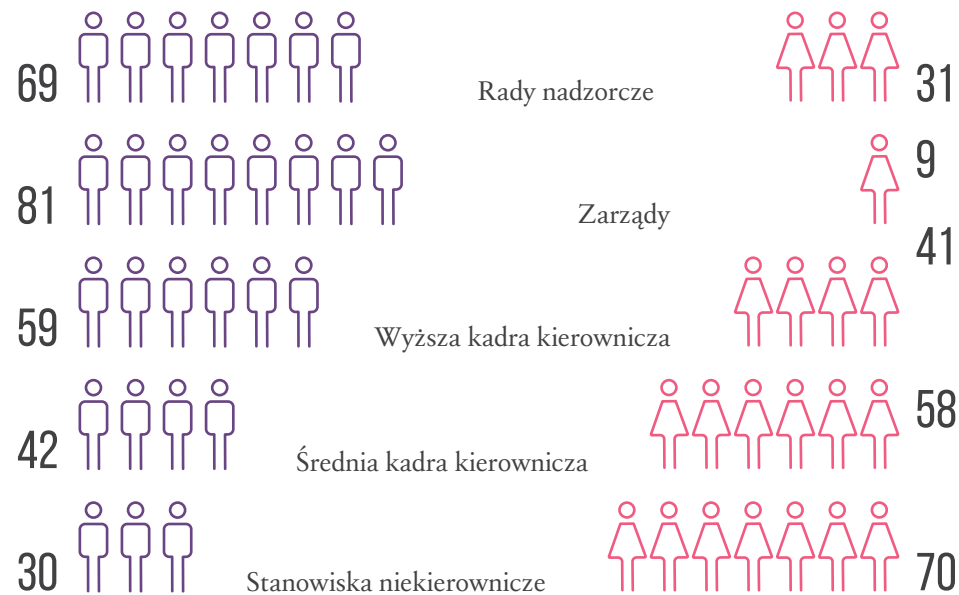 69 Rady nadzorcze 31
81 Zarządy 9
59 Wyższa kadra kierownicza 41
42 Średnia kadra kierownicza 58
30 Stanowiska niekierownicze 70